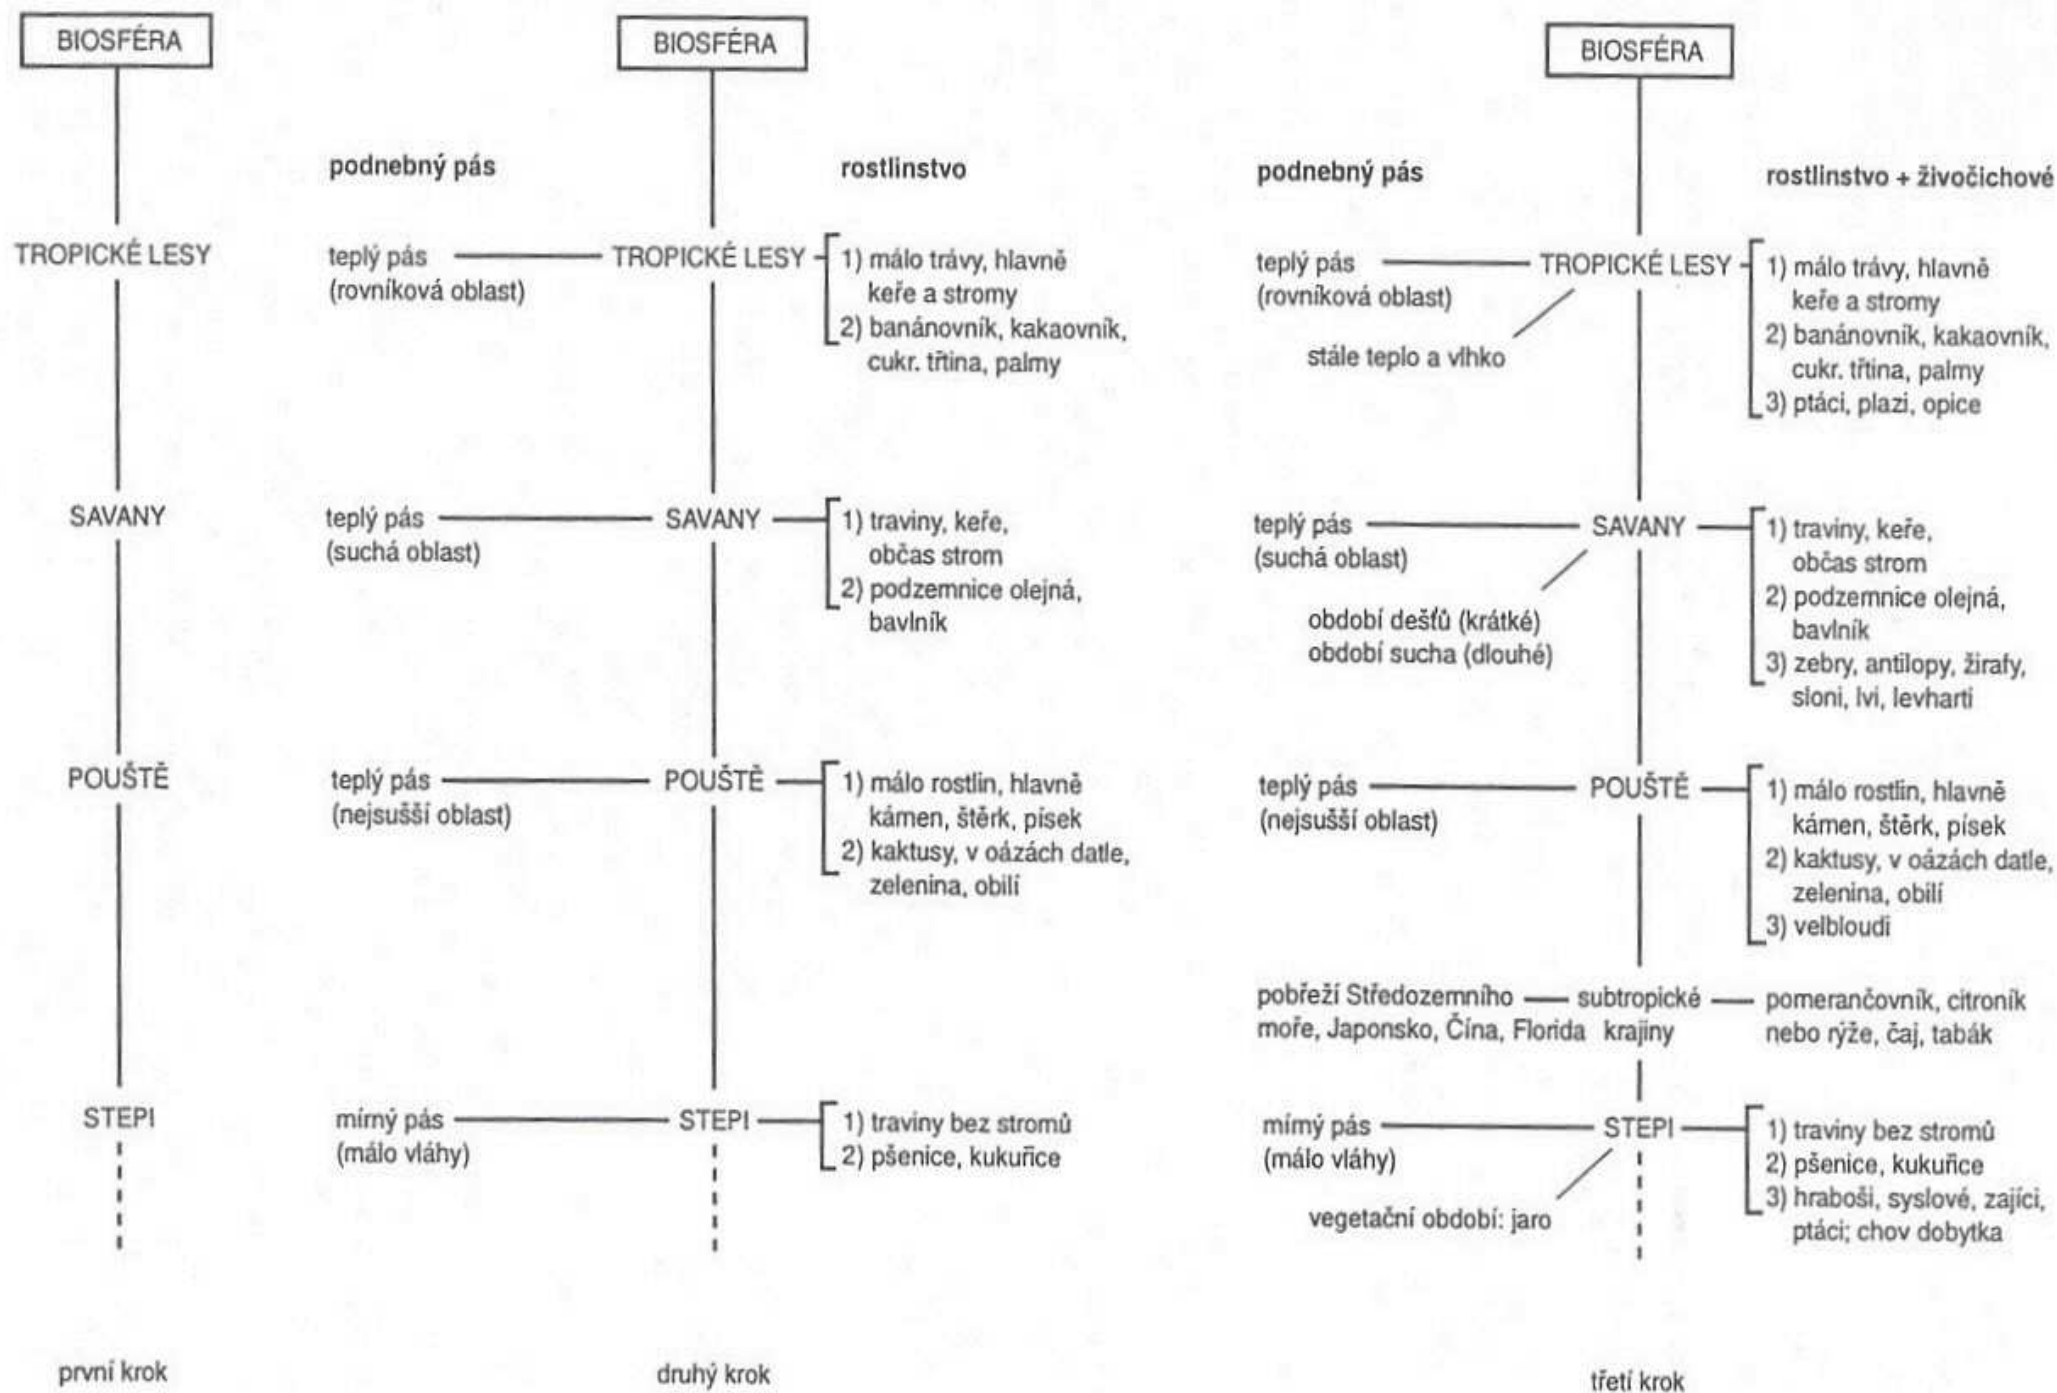 BIOSFÉRA
TROPICKÉ LESY
SAVANY
POUŠTĚ
STEPI
první krok
BIOSFÉRA
podnebný pás
rostlinstvo
teplý pás
(rovníková oblast)
TROPICKÉ LESY
1) málo trávy, hlavně
keře a stromy
2) banánovník, kakaovník,
cukr. třtina, palmy
teplý pás
(suchá oblast)
SAVANY
1) traviny, keře,
občas strom
2) podzemnice olejná,
bavlník
teplý pás
(nejsušší oblast)
POUŠTĚ
1) málo rostlin, hlavně
kámen, štěrk, písek
2) kaktusy, v oázách datle,
zelenina, obilí
mírný pás
(málo vláhy)
STEPI
1) traviny bez stromů
2) pšenice, kukuřice
druhý krok
BIOSFÉRA
podnebný pás
rostlinstvo + živočichové
teplý pás
(rovníková oblast)
TROPICKÉ LESY
stále teplo a vlhko
1) málo trávy, hlavně
keře a stromy
2) banánovník, kakaovník,
cukr. třtina, palmy
3) ptáci, plazi, opice
teplý pás
(suchá oblast)
SAVANY
období dešťů (krátké)
období sucha (dlouhé)
1) traviny, keře,
občas strom
2) podzemnice olejná,
bavlník
3) zebry, antilopy, žirafy,
sloni, lvi, levharti
teplý pás
(nejsušší oblast)
POUŠTĚ
1) málo rostlin, hlavně
kámen, štěrk, písek
2) kaktusy, v oázách datle,
zelenina, obilí
3) velbloudi
pobřeží Středozemního
moře, Japonsko, Čína, Florida
subtropické
krajiny
pomerančovník, citroník
nebo rýže, čaj, tabák
mírný pás
(málo vláhy)
STEPI
vegetační období: jaro
1) traviny bez stromů
2) pšenice, kukuřice
3) hraboši, syslové, zajíci,
ptáci; chov dobytka
třetí krok